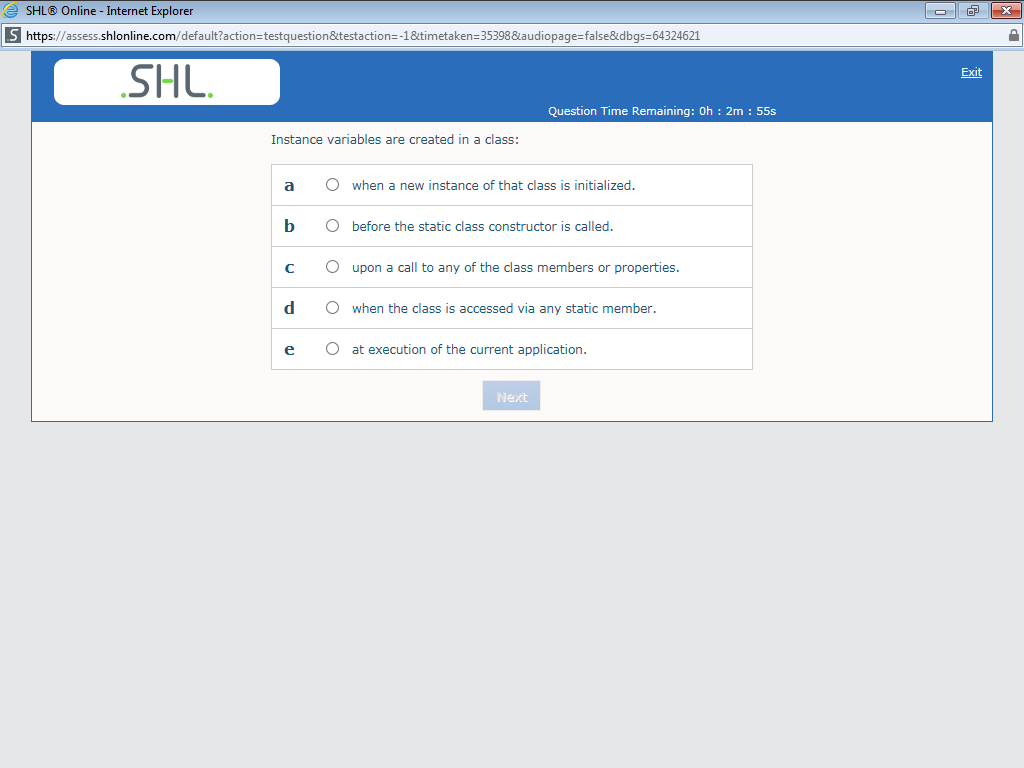 SHL® Online - Internet Explorer
https://assess.shlonline.com/default?action=testquestion&testaction=-1&timetaken=35398&audiopage=false&dbgs=64324621
.SHL.
Exit
Question Time Remaining: 0h : 2m : 55s
Instance variables are created in a class:
a when a new instance of that class is initialized.
b before the static class constructor is called.
c upon a call to any of the class members or properties.
d when the class is accessed via any static member.
e at execution of the current application.
Next